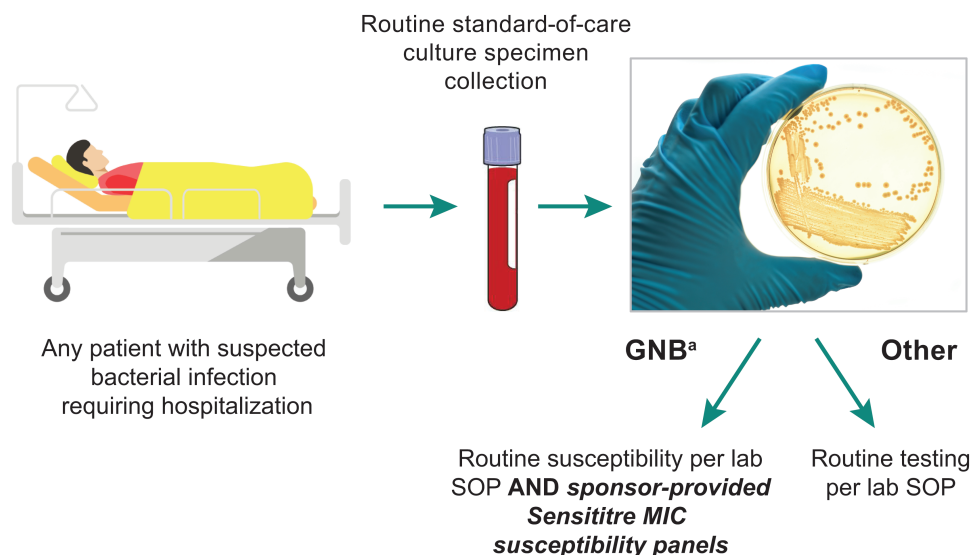 Routine standard-of-care
culture specimen
collection
Any patient with suspected
bacterial infection
requiring hospitalization
GNBᵃ
Other
Routine susceptibility per lab
SOP AND sponsor-provided
Sensititre MIC
susceptibility panels
Routine testing
per lab SOP